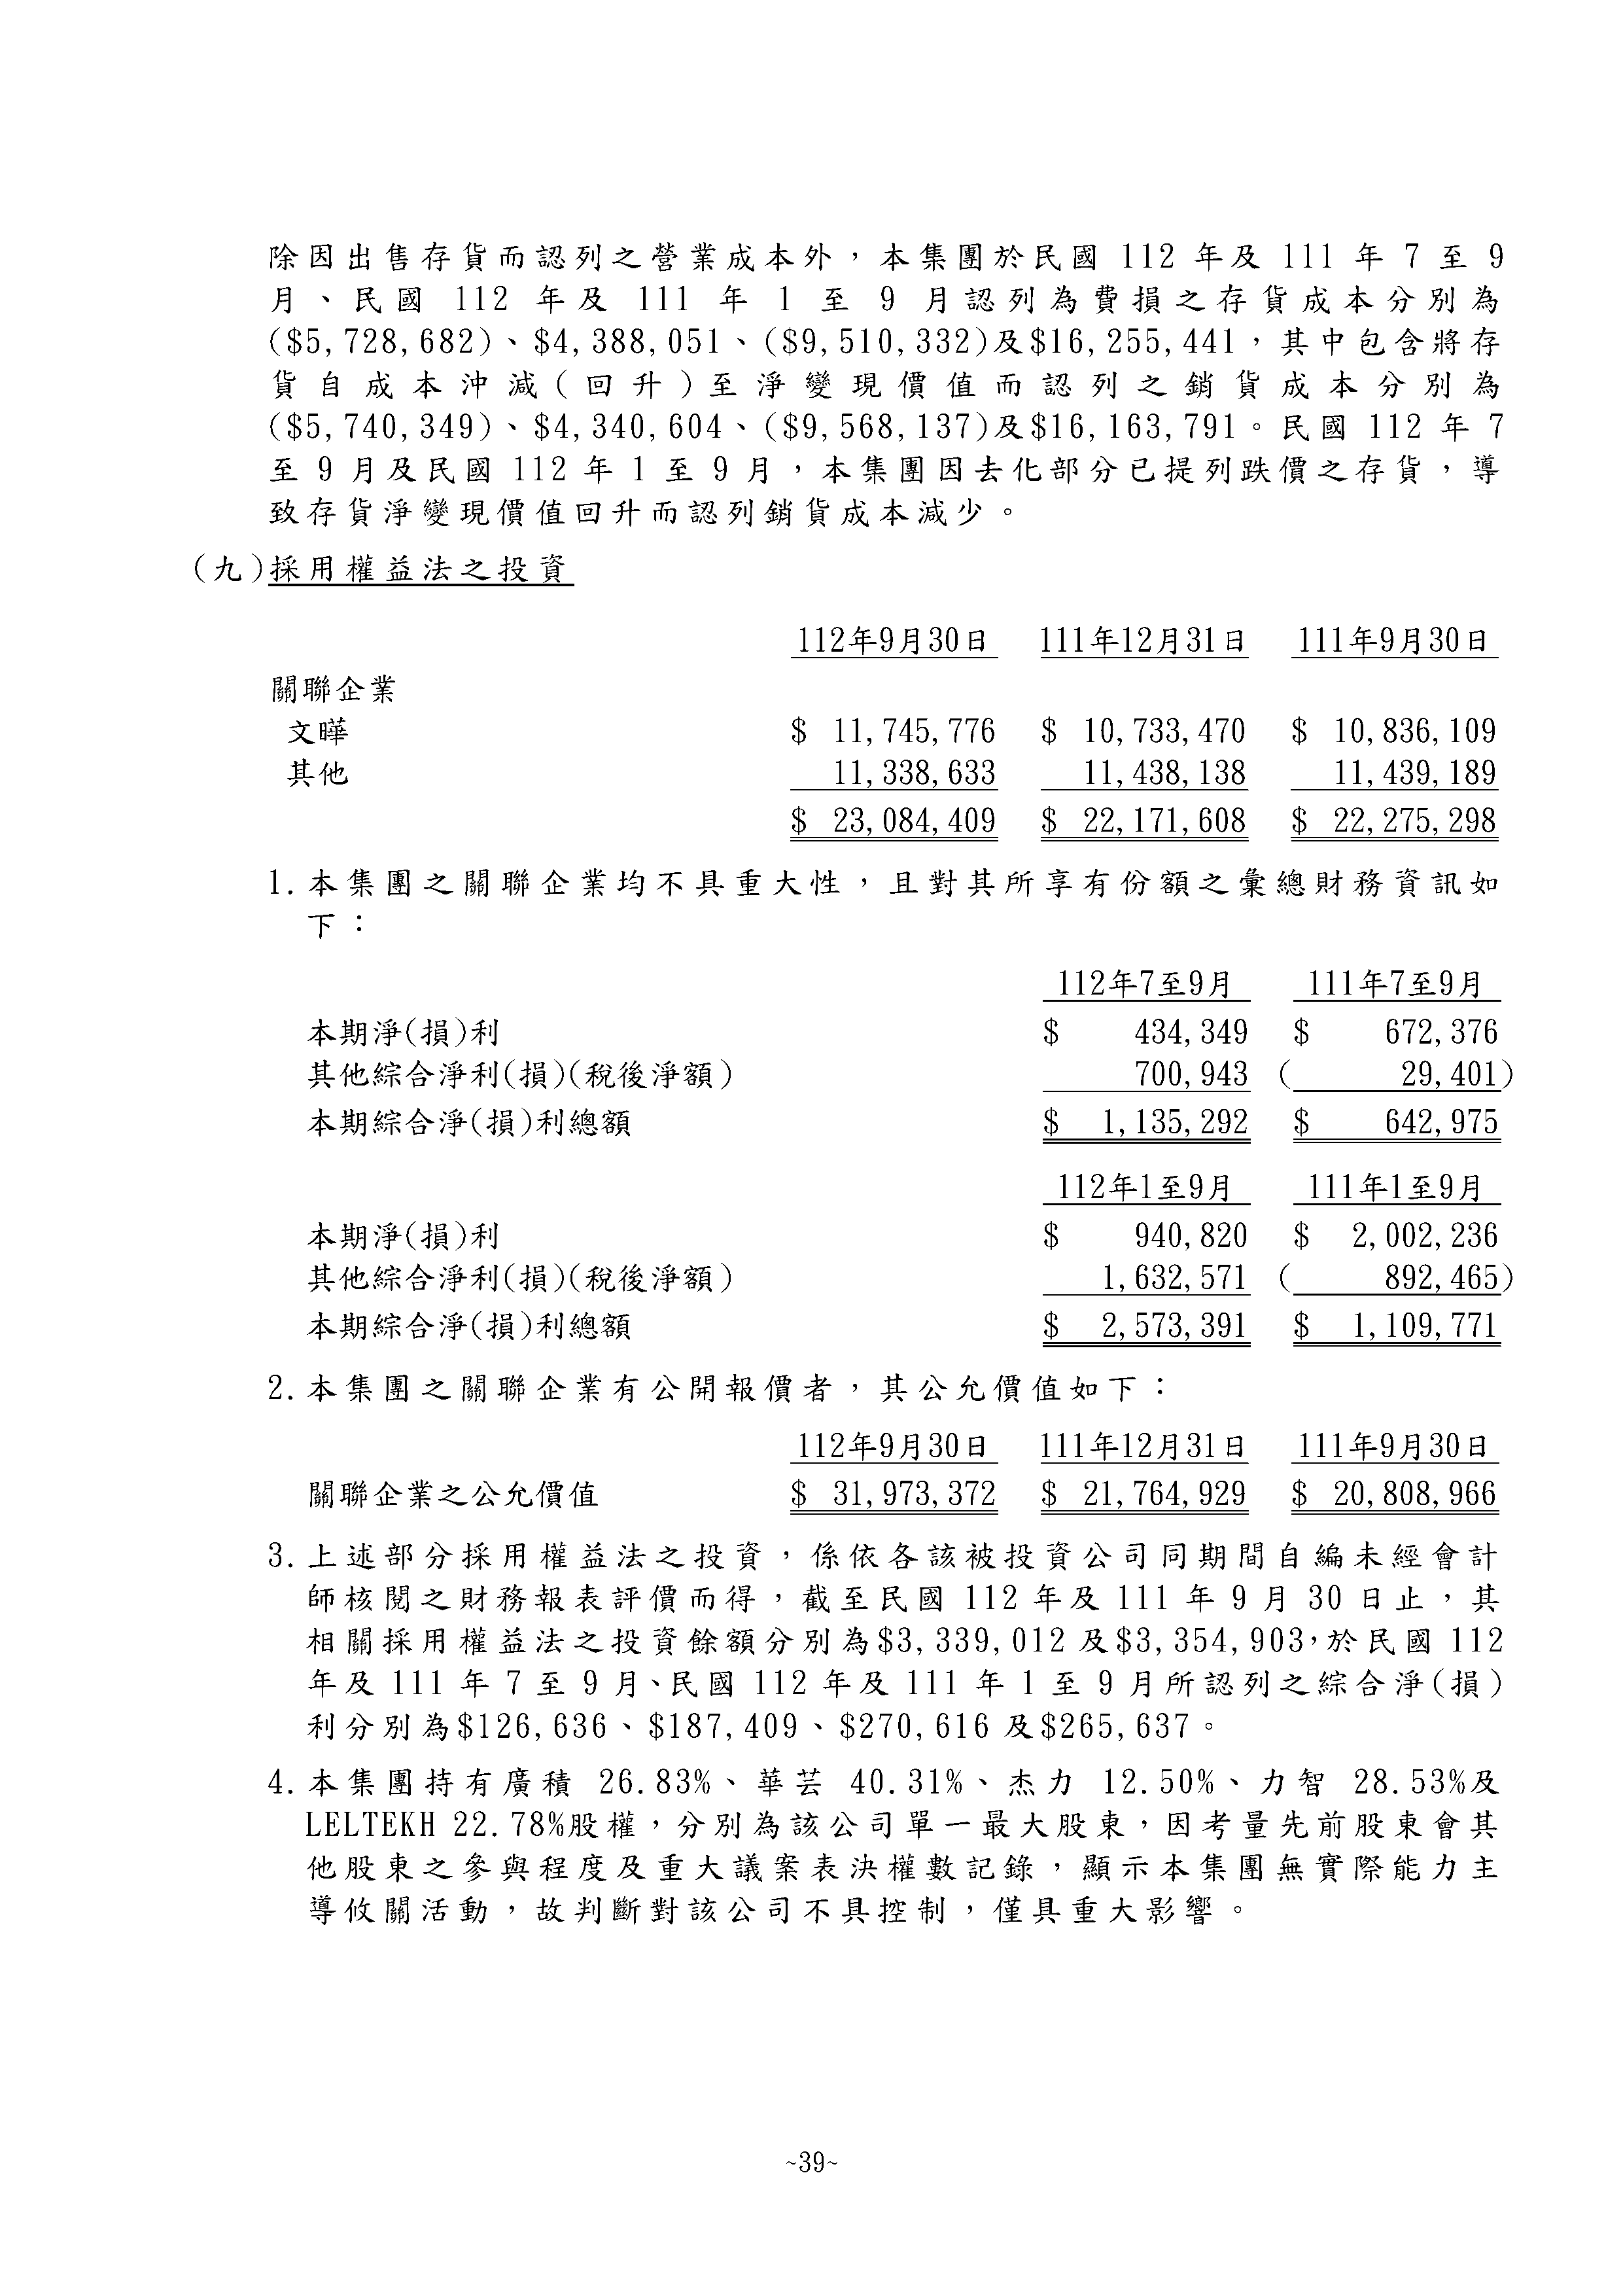 除因出售存貨而認列之營業成本外，本集團於民國 112 年及 111 年 7 至 9
月、民國 112 年及 111 年 1 至 9 月認列為費損之存貨成本分別為
($5,728,682)、$4,388,051、($9,510,332)及$16,255,441，其中包含將存
貨自成本沖減(回升)至淨變現價值而認列之銷貨成本分別為
($5,740,349)、$4,340,604、($9,568,137)及$16,163,791。民國 112 年 7
至 9 月及民國 112 年 1 至 9 月，本集團因去化部分已提列跌價之存貨，導
致存貨淨變現價值回升而認列銷貨成本減少。
(九)採用權益法之投資
112年9月30日 111年12月31日 111年9月30日
關聯企業
文曄 $ 11,745,776 $ 10,733,470 $ 10,836,109
其他 11,338,633 11,438,138 11,439,189
$ 23,084,409 $ 22,171,608 $ 22,275,298
1. 本集團之關聯企業均不具重大性，且對其所享有份額之彙總財務資訊如
下：
112年7至9月 111年7至9月
本期淨(損)利 $ 434,349 $ 672,376
其他綜合淨利(損)(稅後淨額) 700,943 ( 29,401)
本期綜合淨(損)利總額 $ 1,135,292 $ 642,975
112年1至9月 111年1至9月
本期淨(損)利 $ 940,820 $ 2,002,236
其他綜合淨利(損)(稅後淨額) 1,632,571 ( 892,465)
本期綜合淨(損)利總額 $ 2,573,391 $ 1,109,771
2. 本集團之關聯企業有公開報價者，其公允價值如下：
112年9月30日 111年12月31日 111年9月30日
關聯企業之公允價值 $ 31,973,372 $ 21,764,929 $ 20,808,966
3. 上述部分採用權益法之投資，係依各該被投資公司同期間自編未經會計
師核閱之財務報表評價而得，截至民國 112 年及 111 年 9 月 30 日止，其
相關採用權益法之投資餘額分別為$3,339,012 及$3,354,903，於民國 112
年及 111 年 7 至 9 月、民國 112 年及 111 年 1 至 9 月所認列之綜合淨(損)
利分別為$126,636、$187,409、$270,616 及$265,637。
4. 本集團持有廣積 26.83%、華芸 40.31%、杰力 12.50%、力智 28.53%及
LELTEKH 22.78%股權，分別為該公司單一最大股東，因考量先前股東會其
他股東之參與程度及重大議案表決權數記錄，顯示本集團無實際能力主
導攸關活動，故判斷對該公司不具控制，僅具重大影響。
~39~